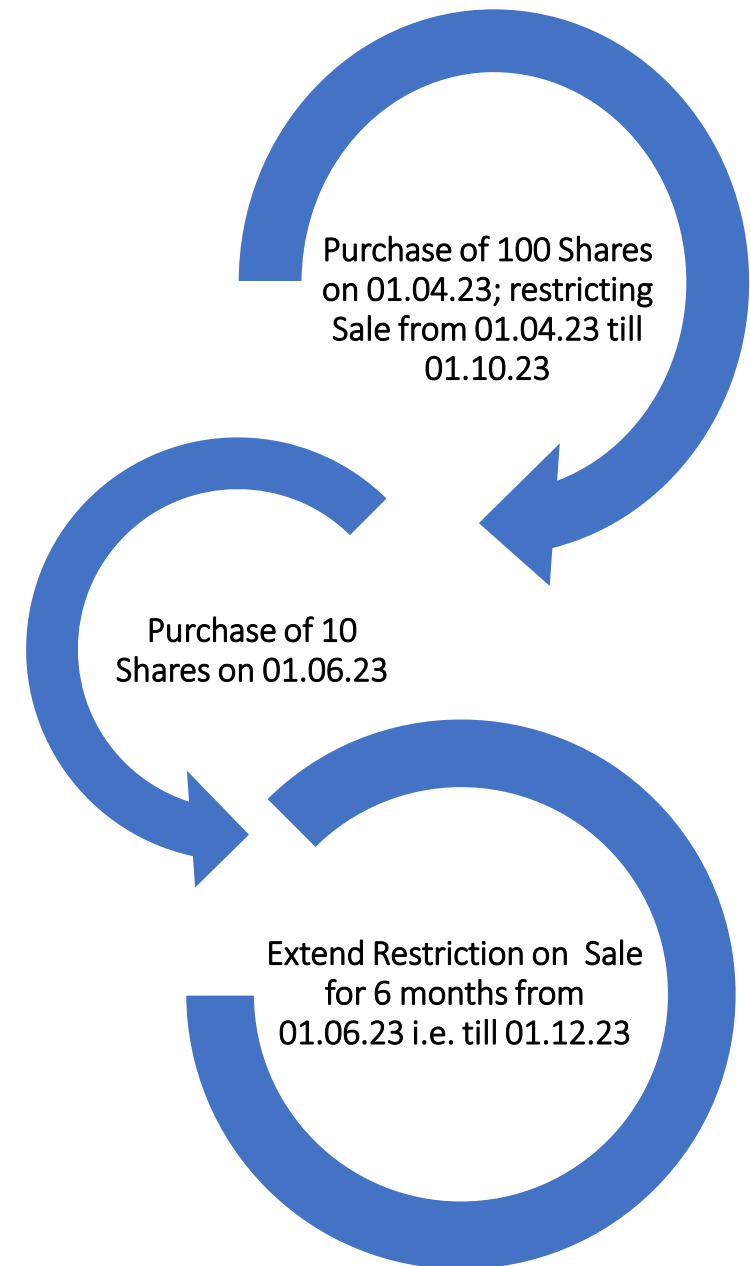 Purchase of 100 Shares
on 01.04.23; restricting
Sale from 01.04.23 till
01.10.23
Purchase of 10
Shares on 01.06.23
Extend Restriction on  Sale
for 6 months from
01.06.23 i.e. till 01.12.23